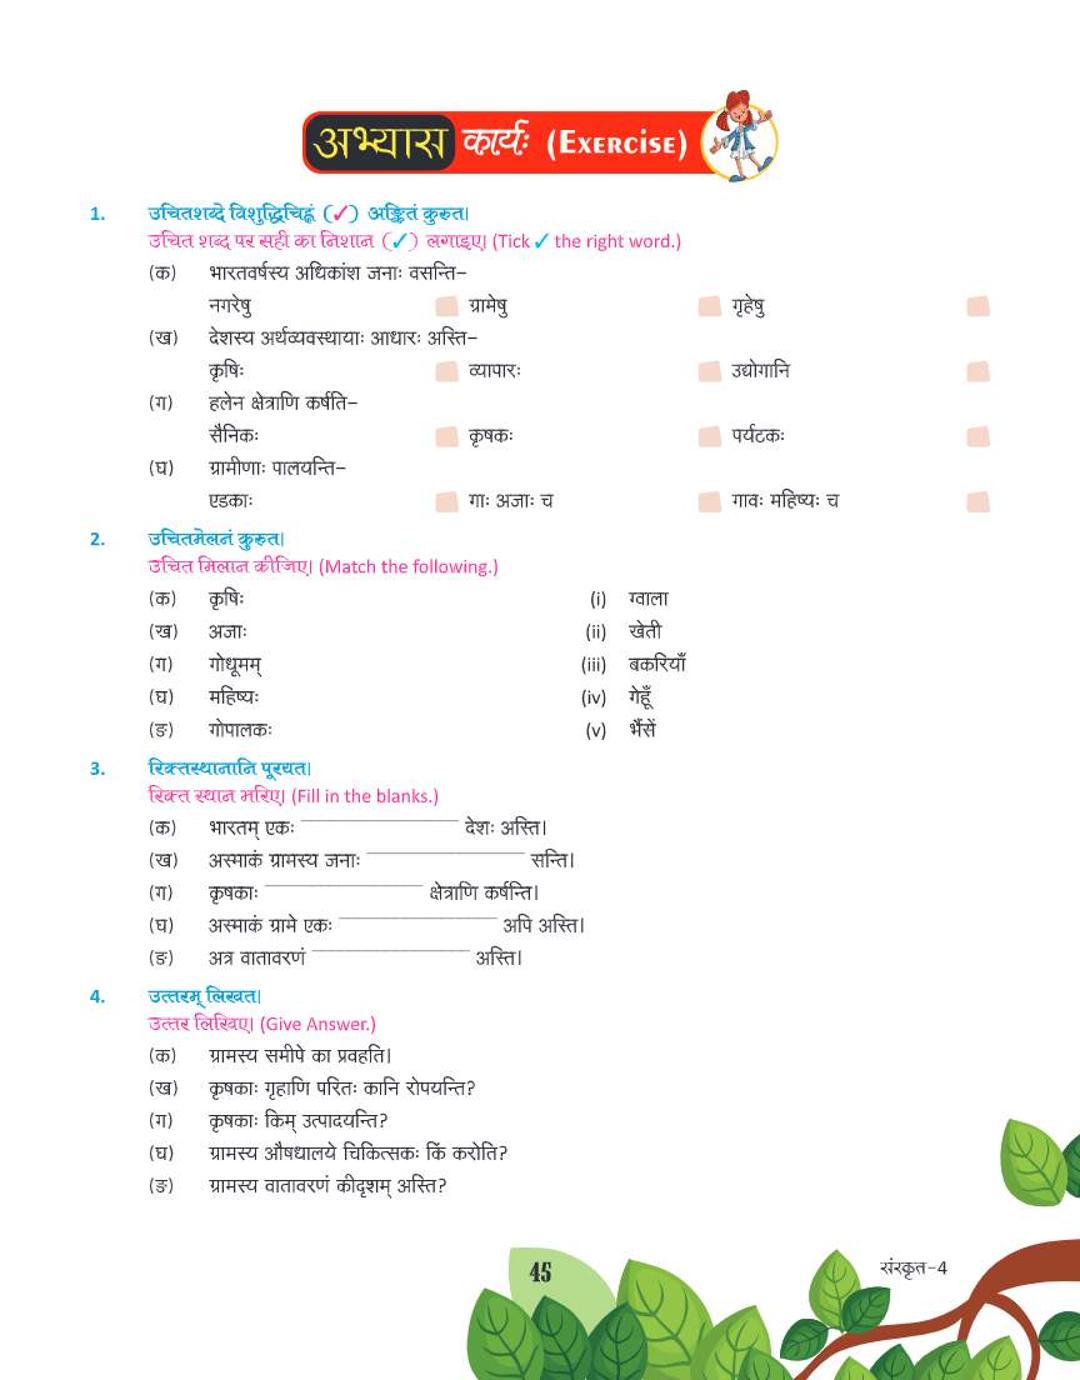 अभ्यास कार्यः (Exercise)
1. उचितशब्दे विशुद्धिचिह्नं (✓) अङ्कितं कुरुत।
उचित शब्द पर सही का निशान (✓) लगाइए। (Tick ✓ the right word.)
(क) भारतवर्षस्य अधिकांश जनाः वसन्ति–
नगरेषु ग्रामेषु गृहेषु
(ख) देशस्य अर्थव्यवस्थायाः आधारः अस्ति–
कृषिः व्यापारः उद्योगानि
(ग) हलेन क्षेत्राणि कर्षति–
सैनिकः कृषकः पर्यटकः
(घ) ग्रामीणाः पालयन्ति–
एडकाः गाः अजाः च गावः महिष्यः च
2. उचितमेलनं कुरुत।
उचित मिलान कीजिए। (Match the following.)
(क) कृषिः (i) ग्वाला
(ख) अजाः (ii) खेती
(ग) गोधूमम् (iii) बकरियाँ
(घ) महिष्यः (iv) गेहूँ
(ङ) गोपालकः (v) भैंसें
3. रिक्तस्थानानि पूरयत।
रिक्त स्थान भरिए। (Fill in the blanks.)
(क) भारतम् एकः ____________ देशः अस्ति।
(ख) अस्माकं ग्रामस्य जनाः ____________ सन्ति।
(ग) कृषकाः ____________ क्षेत्राणि कर्षन्ति।
(घ) अस्माकं ग्रामे एकः ____________ अपि अस्ति।
(ङ) अत्र वातावरणं ____________ अस्ति।
4. उत्तरम् लिखत।
उत्तर लिखिए। (Give Answer.)
(क) ग्रामस्य समीपे का प्रवहति।
(ख) कृषकाः गृहाणि परितः कानि रोपयन्ति?
(ग) कृषकाः किम् उत्पादयन्ति?
(घ) ग्रामस्य औषधालये चिकित्सकः किं करोति?
(ङ) ग्रामस्य वातावरणं कीदृशम् अस्ति?
45
संस्कृत-4